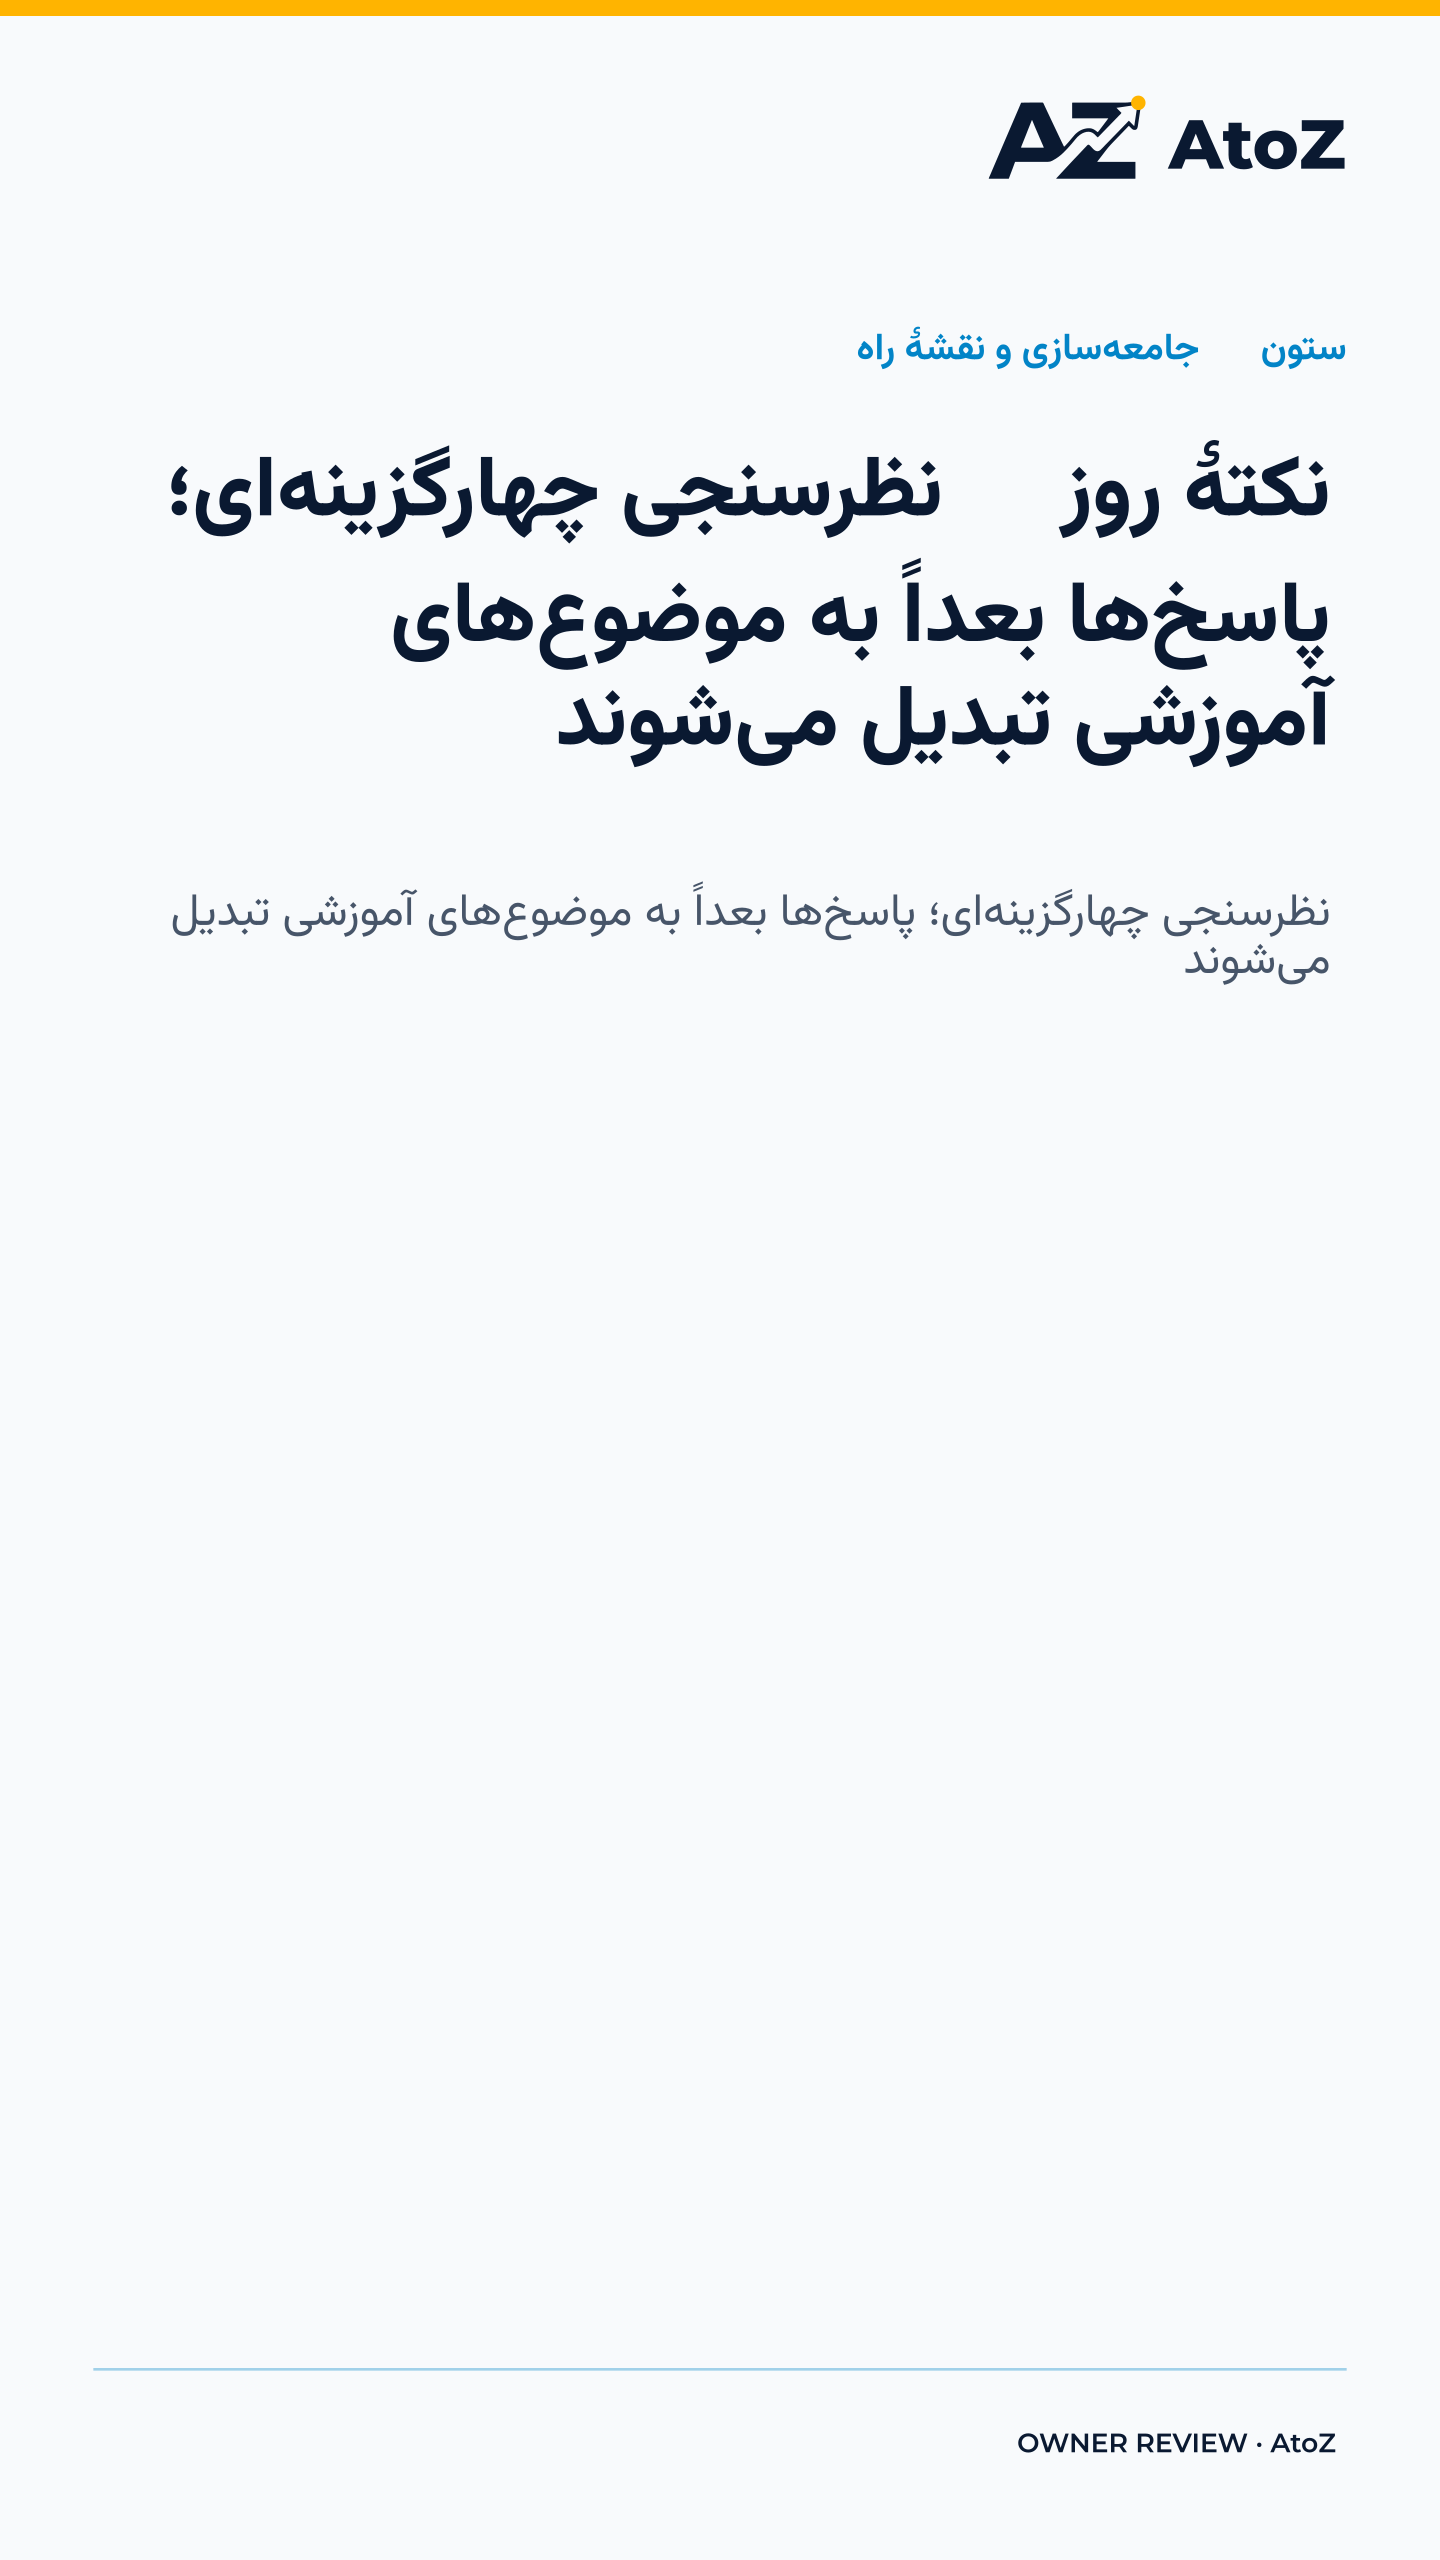 AZ AtoZ
ستون جامعه‌سازی و نقشهٔ راه
نکتهٔ روز نظرسنجی چهارگزینه‌ای؛
پاسخ‌ها بعداً به موضوع‌های
آموزشی تبدیل می‌شوند
نظرسنجی چهارگزینه‌ای؛ پاسخ‌ها بعداً به موضوع‌های آموزشی تبدیل
می‌شوند
OWNER REVIEW · AtoZ